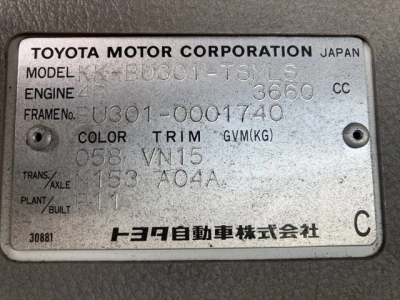 TOYOTA MOTOR CORPORATION JAPAN
MODEL KK-BU301-TSMLS
ENGINE 4B 3660 CC
FRAME No. BU301-0001740
COLOR TRIM GVM(KG)
058 VN15
TRANS./AXLE M153 A04A
PLANT/BUILT P11
30881 C
トヨタ自動車株式会社